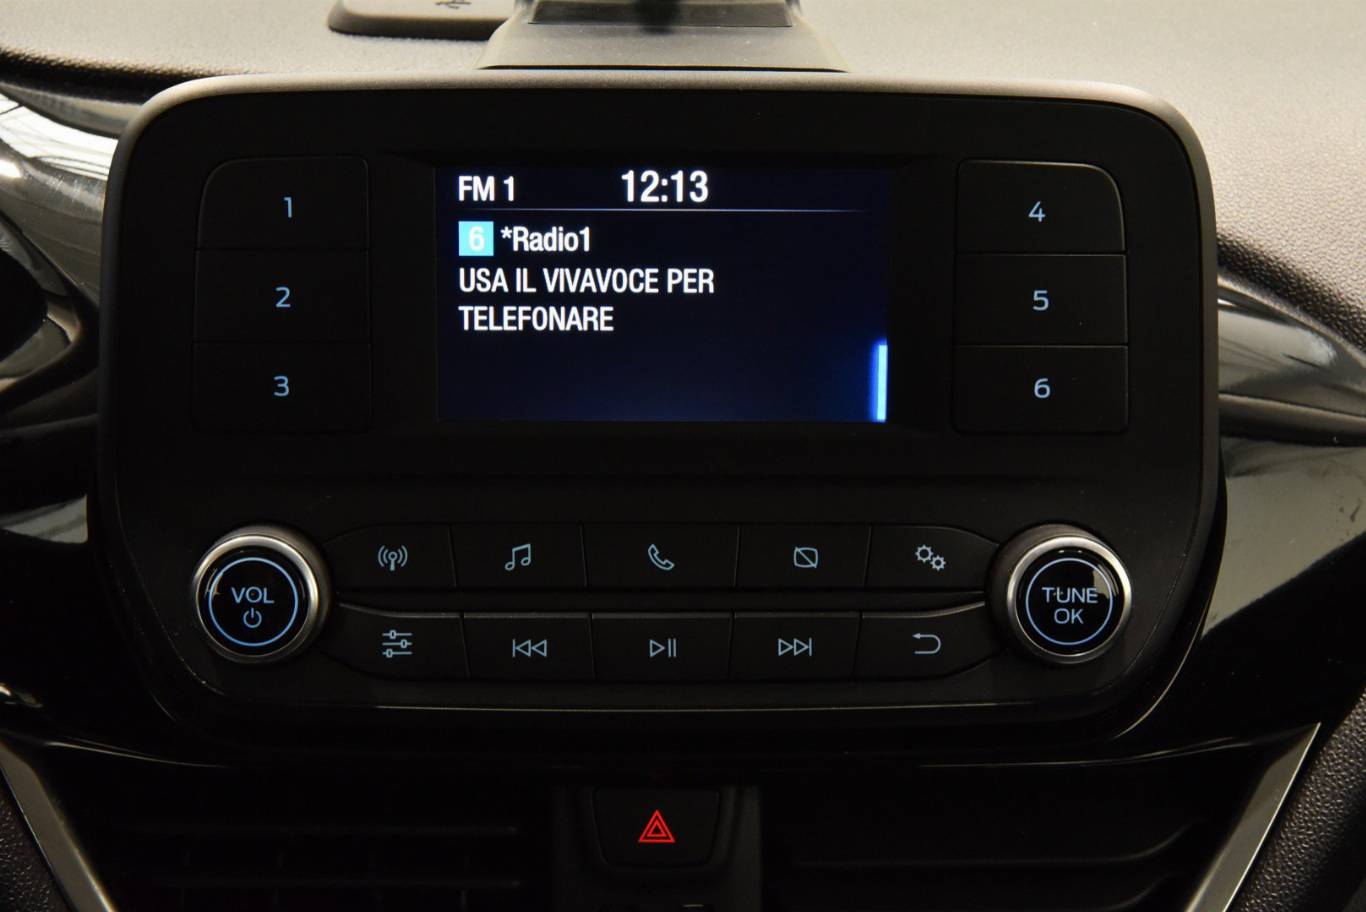 FM 1 12:13
6 *Radio1
USA IL VIVAVOCE PER
TELEFONARE
1
2
3
4
5
6
VOL
TUNE
OK